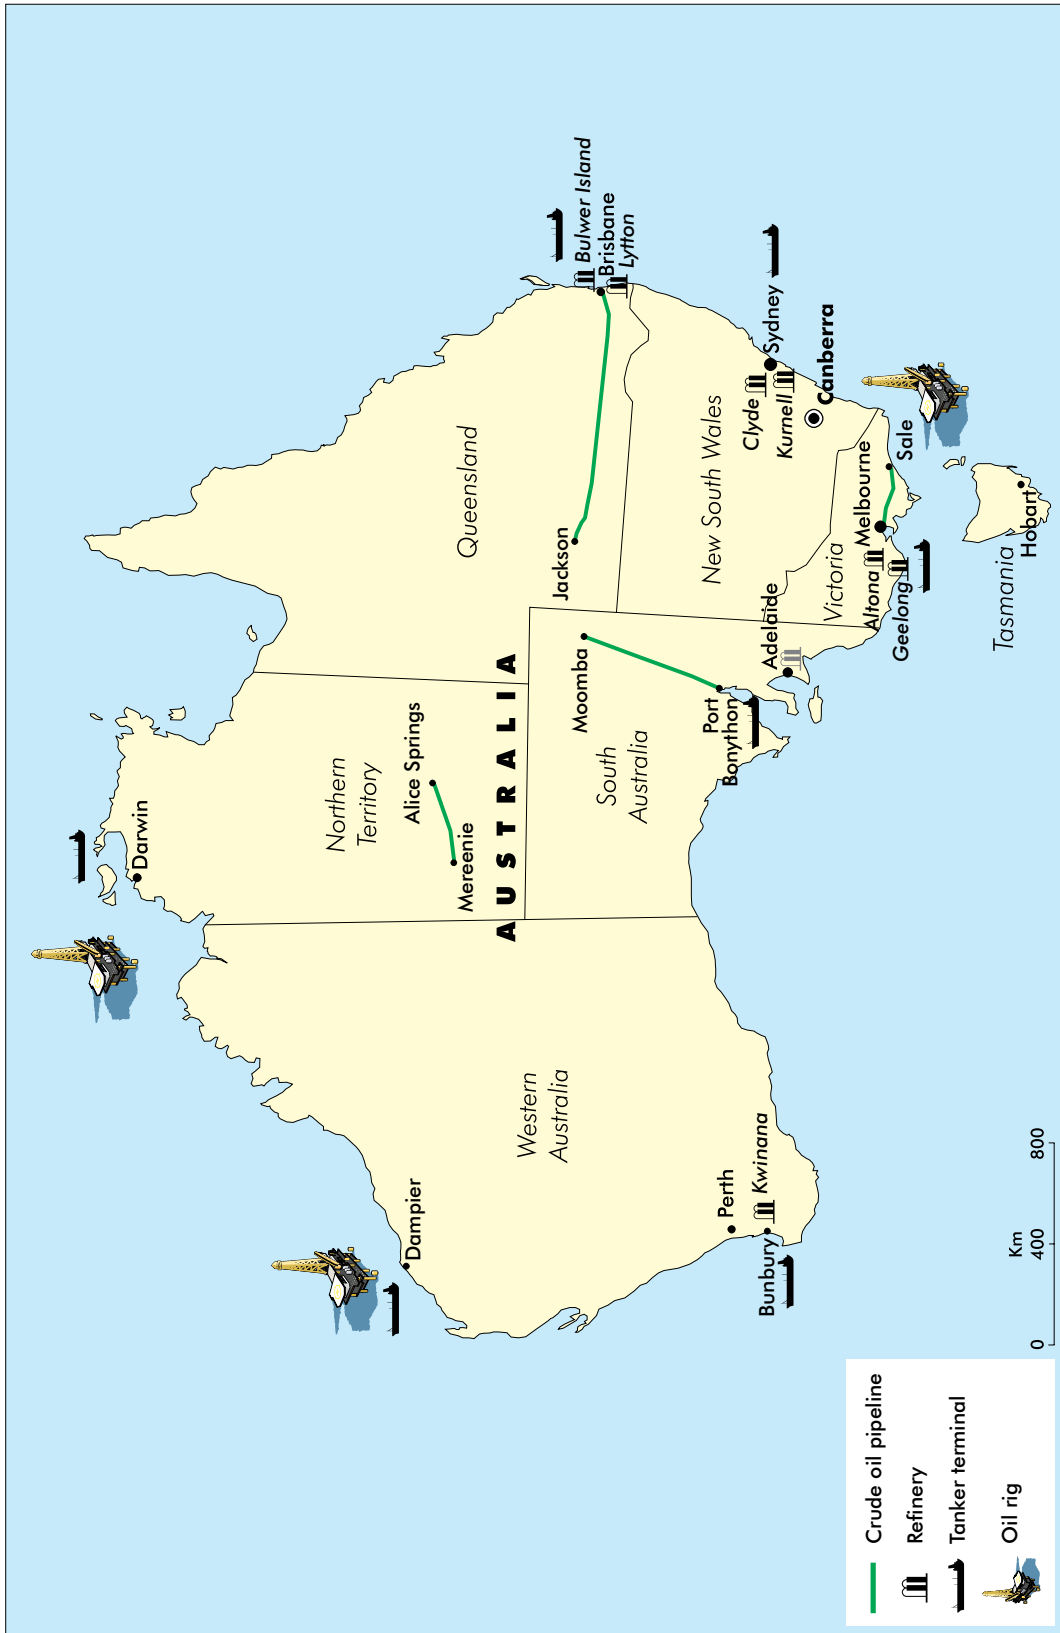 Darwin
Northern
Territory
Alice Springs
Mereenie
Queensland
Dampier
Western
Australia
AUSTRALIA
Jackson
Bulwer Island
Brisbane
Lytton
Moomba
South
Australia
Port
Bonython
Perth
Kwinana
Bunbury
Adelaide
New South Wales
Clyde
Kurnell
Sydney
Canberra
Victoria
Altona
Geelong
Melbourne
Sale
Tasmania
Hobart
Crude oil pipeline
Refinery
Tanker terminal
Oil rig
Km
0 400 800